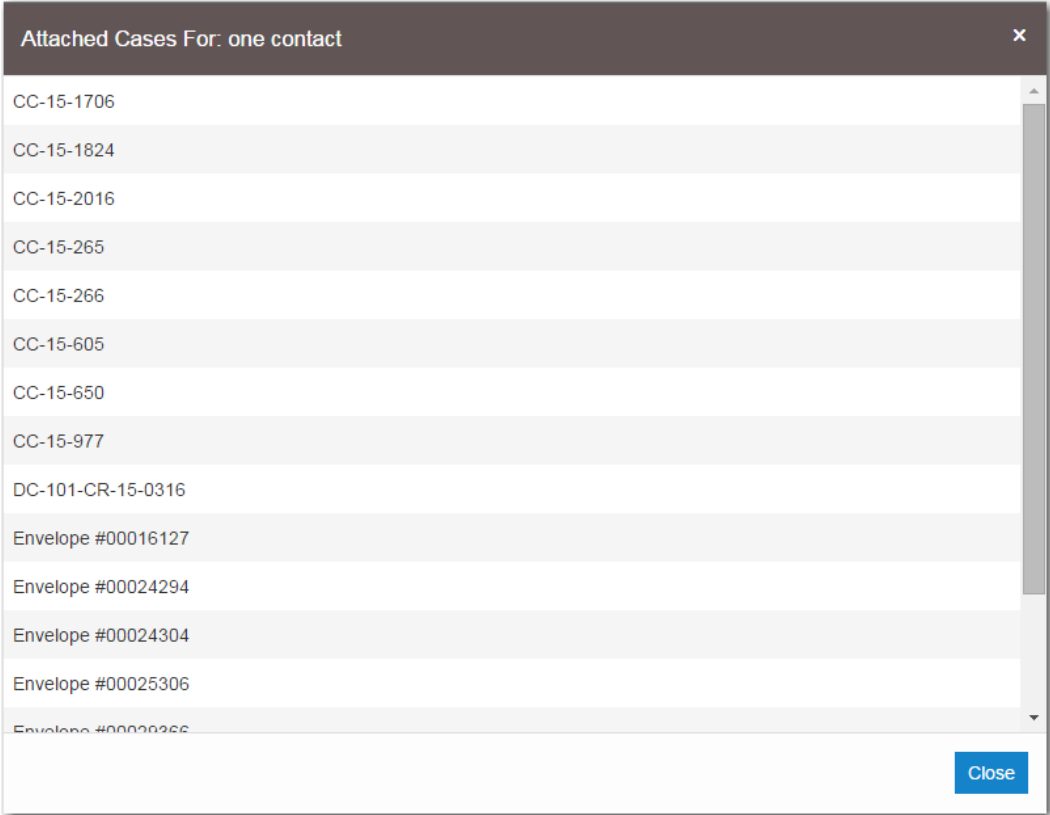 Attached Cases For: one contact ×
CC-15-1706
CC-15-1824
CC-15-2016
CC-15-265
CC-15-266
CC-15-605
CC-15-650
CC-15-977
DC-101-CR-15-0316
Envelope #00016127
Envelope #00024294
Envelope #00024304
Envelope #00025306
Envelope #00029366
Close